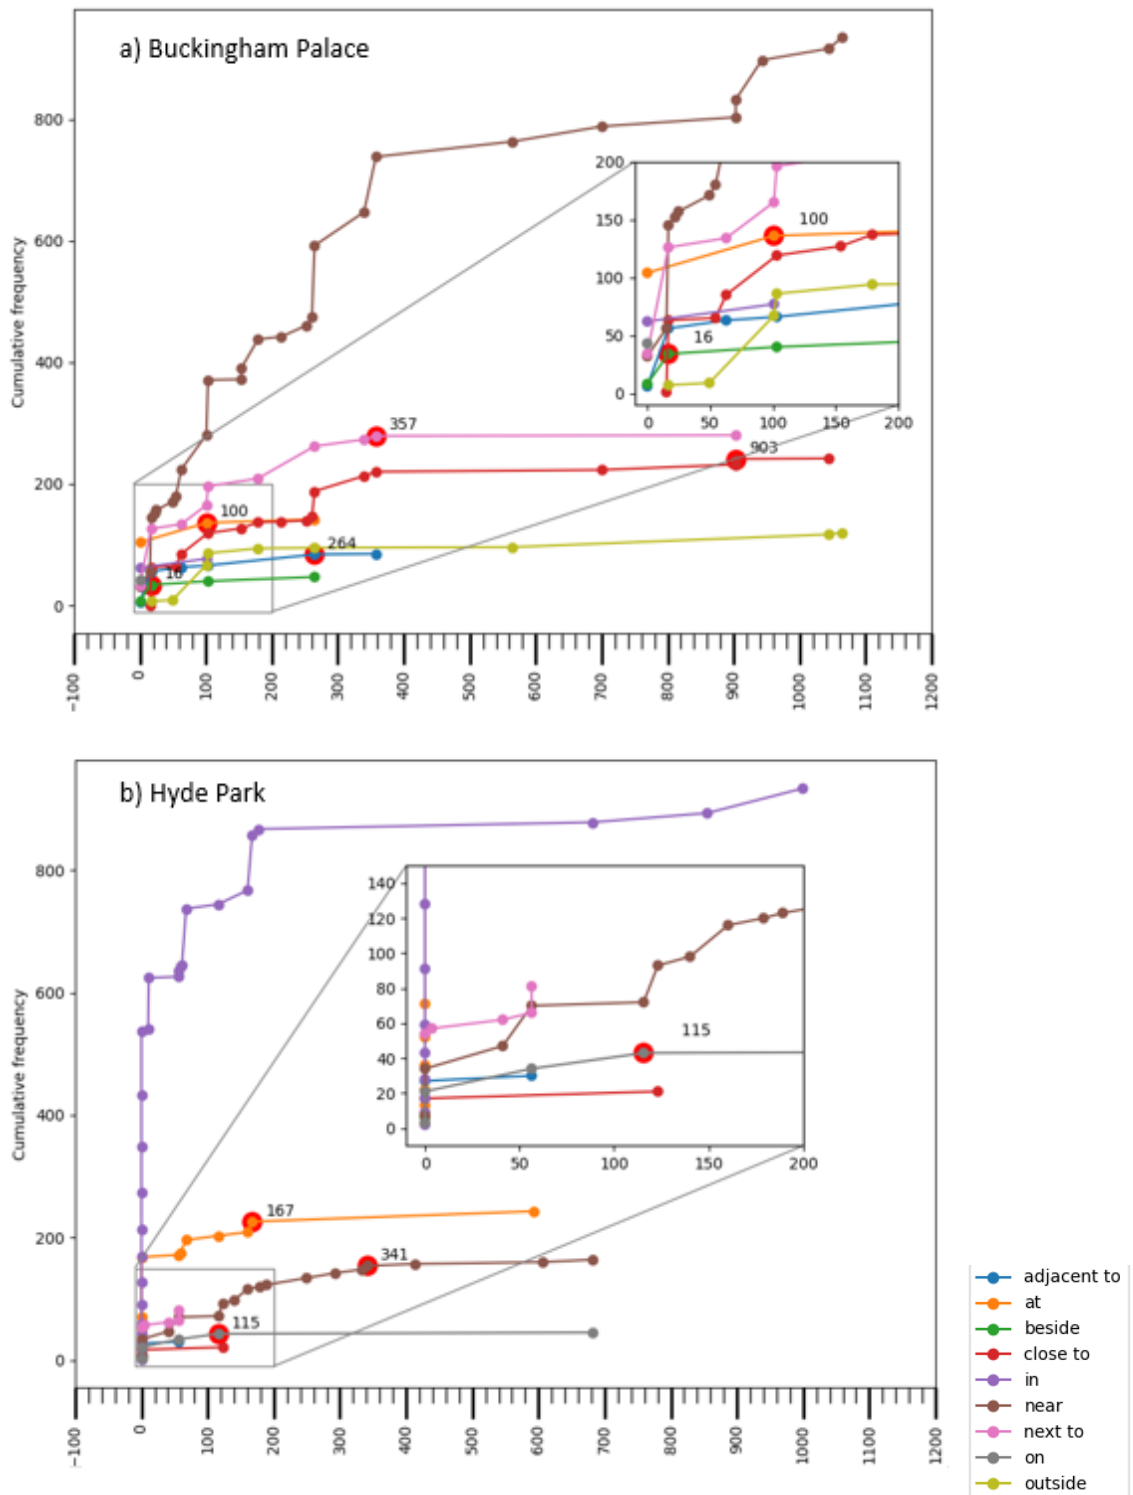 a) Buckingham Palace
Cumulative frequency
800
600
400
200
0
357
903
100
264
16
200
150
100
50
0
100
16
0 50 100 150 200
-100 0 100 200 300 400 500 600 700 800 900 1000 1100 1200
b) Hyde Park
Cumulative frequency
800
600
400
200
0
167
341
115
140
120
100
80
60
40
20
0
115
0 50 100 150 200
-100 0 100 200 300 400 500 600 700 800 900 1000 1100 1200
adjacent to
at
beside
close to
in
near
next to
on
outside